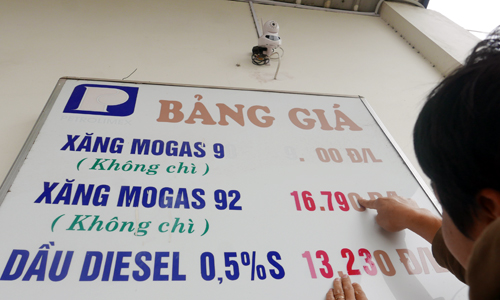 BẢNG GIÁ
XĂNG MOGAS 9 . 00 Đ/L
( Không chì )
XĂNG MOGAS 92 16.790 Đ/L
( Không chì )
DẦU DIESEL 0,5%S 13.230 Đ/L